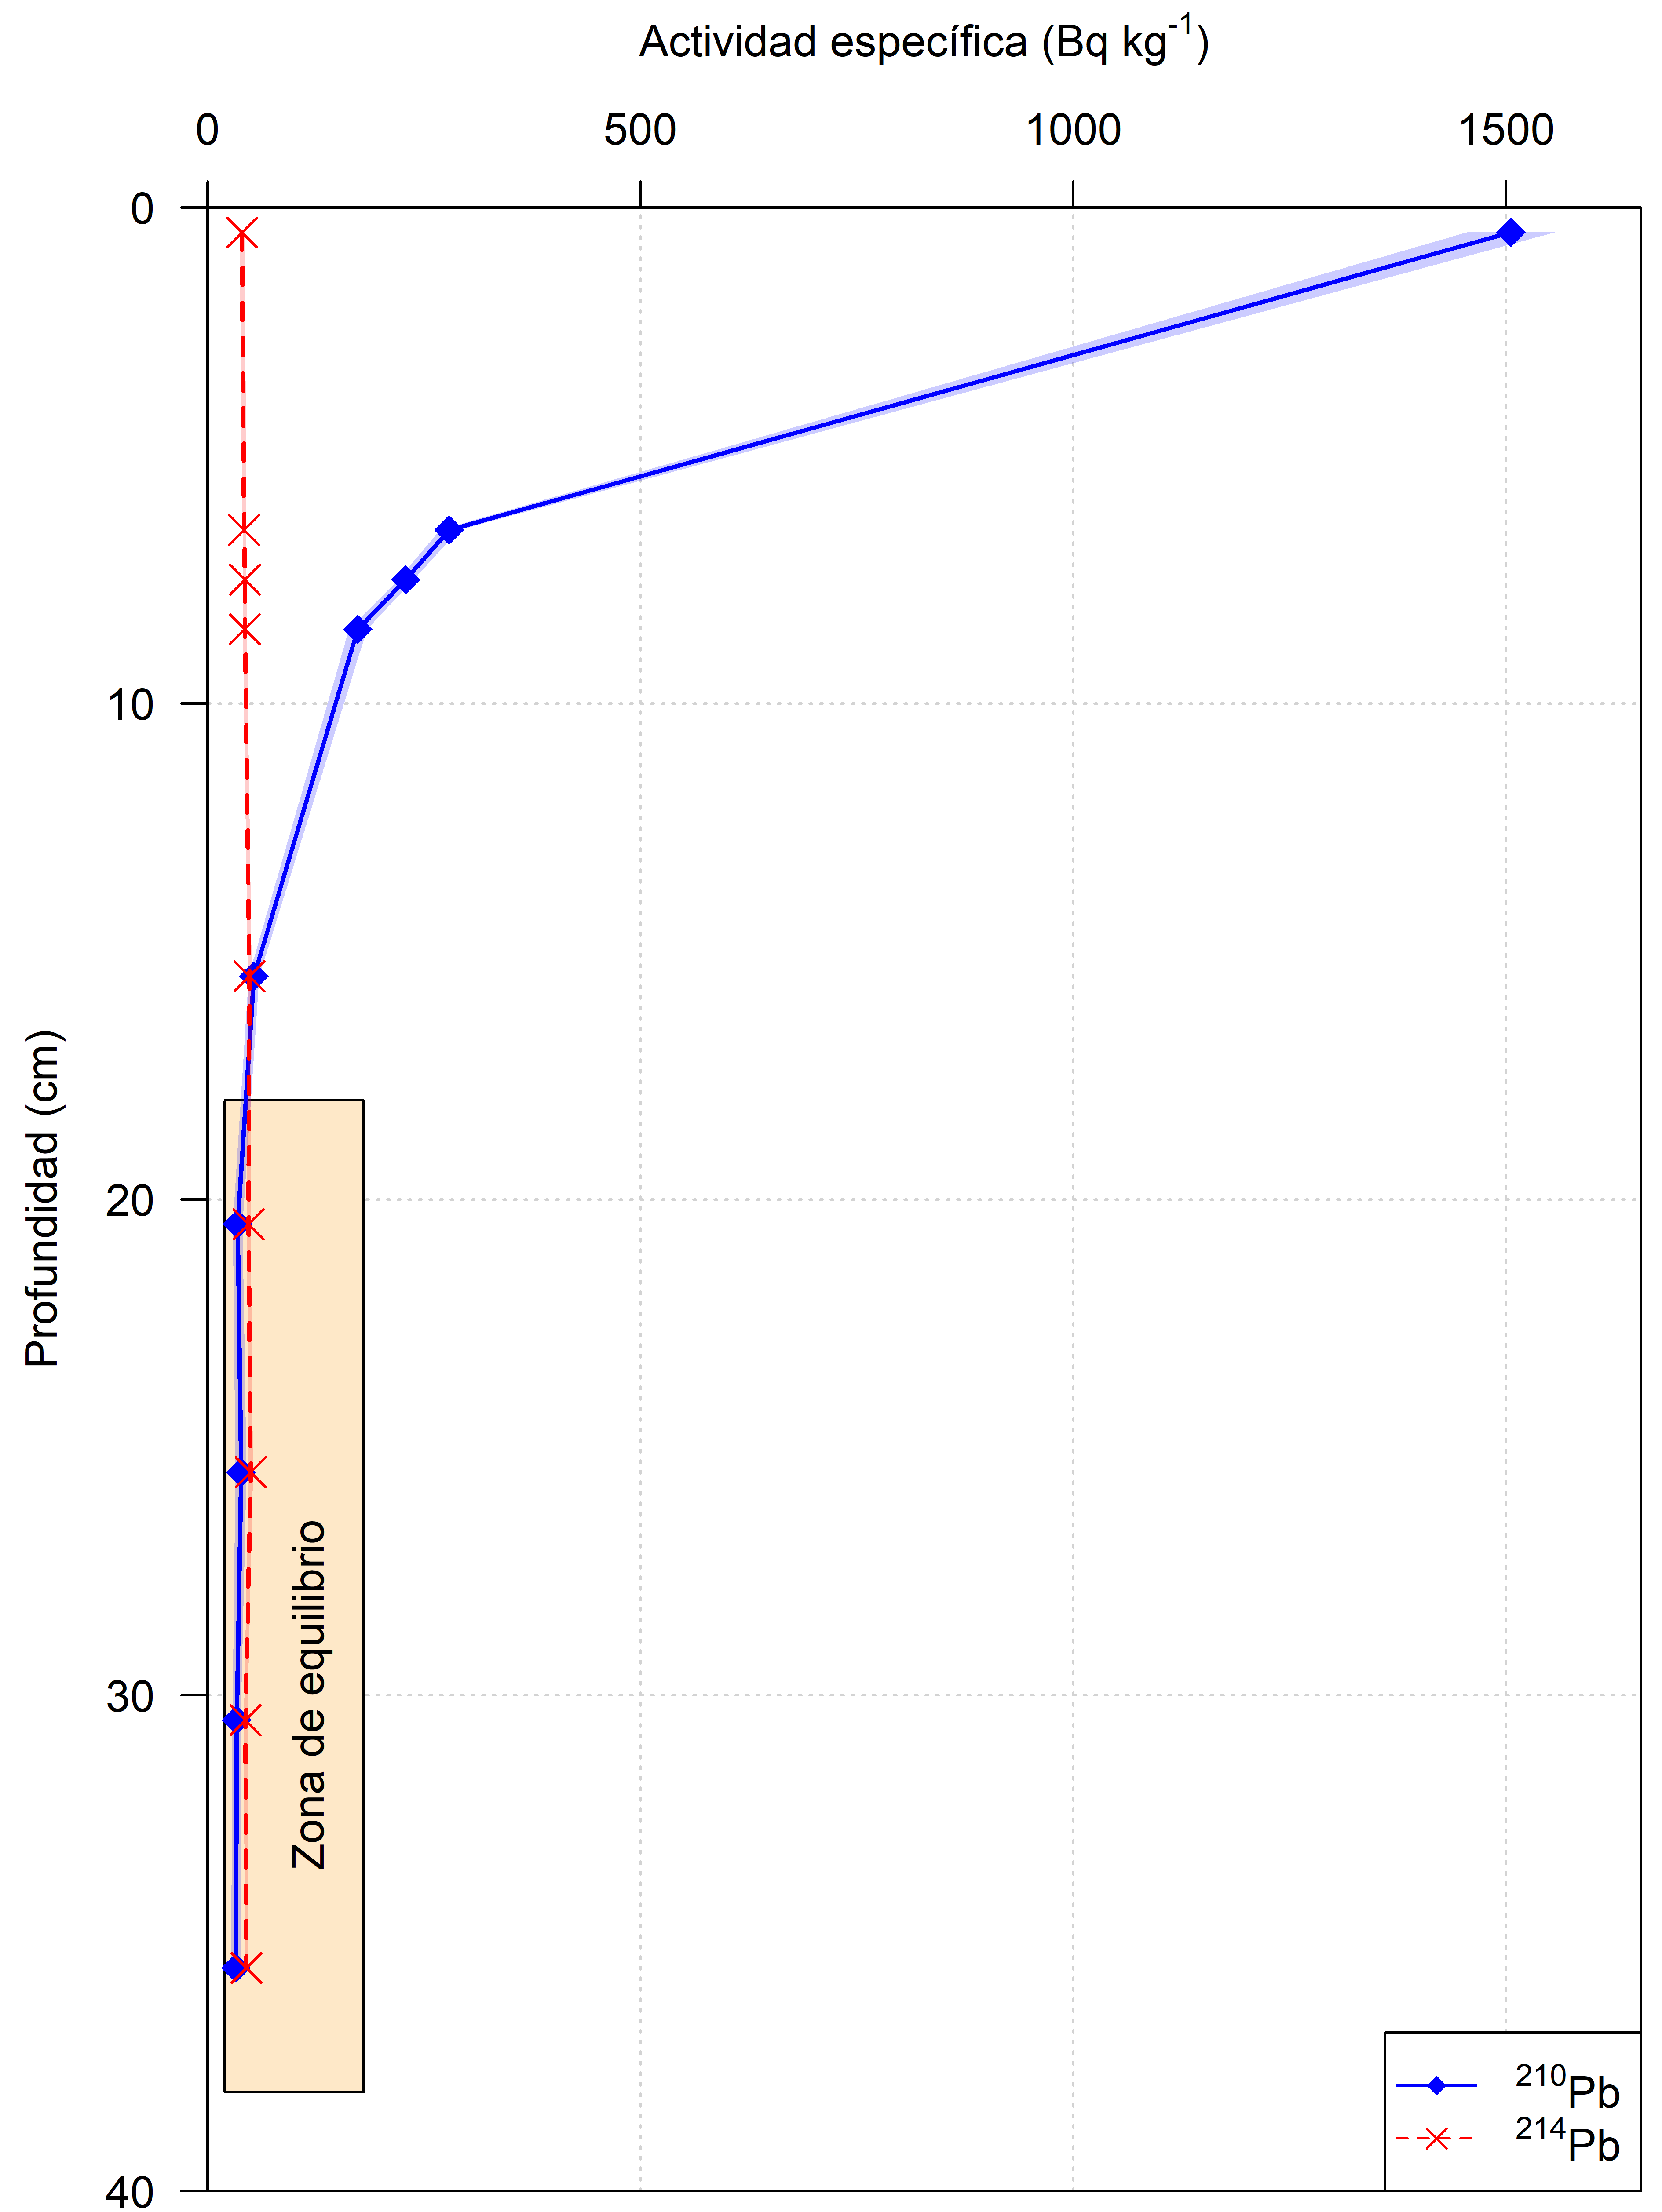 Actividad específica (Bq kg⁻¹)
0 500 1000 1500
0
10
20
30
40
Profundidad (cm)
Zona de equilibrio
²¹⁰Pb
²¹⁴Pb